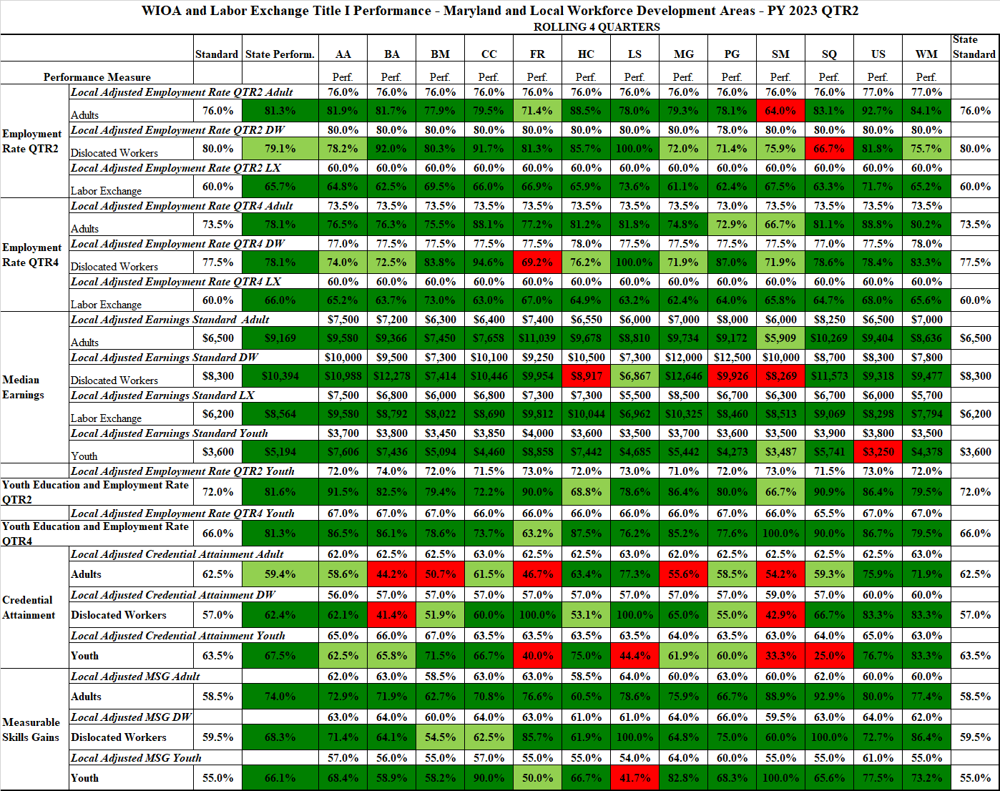 WIOA and Labor Exchange Title I Performance - Maryland and Local Workforce Development Areas - PY 2023 QTR2
ROLLING 4 QUARTERS
Standard State Perform. AA BA BM CC FR HC LS MG PG SM SQ US WM State Standard
Performance Measure Perf. Perf. Perf. Perf. Perf. Perf. Perf. Perf. Perf. Perf. Perf. Perf. Perf.
Employment Rate QTR2
Local Adjusted Employment Rate QTR2 Adult 76.0% 76.0% 76.0% 76.0% 76.0% 76.0% 76.0% 76.0% 76.0% 76.0% 76.0% 77.0% 77.0%
Adults 76.0% 81.3% 81.9% 81.7% 77.9% 79.5% 71.4% 88.5% 78.0% 79.3% 78.1% 64.0% 83.1% 92.7% 84.1% 76.0%
Local Adjusted Employment Rate QTR2 DW 80.0% 80.0% 80.0% 80.0% 80.0% 80.0% 80.0% 80.0% 78.0% 80.0% 80.0% 80.0% 80.0%
Dislocated Workers 80.0% 79.1% 78.2% 92.0% 80.3% 91.7% 81.3% 85.7% 100.0% 72.0% 71.4% 75.9% 66.7% 81.8% 75.7% 80.0%
Local Adjusted Employment Rate QTR2 LX 60.0% 60.0% 60.0% 60.0% 60.0% 60.0% 60.0% 60.0% 60.0% 60.0% 60.0% 60.0% 60.0%
Labor Exchange 60.0% 65.7% 64.8% 62.5% 69.5% 66.0% 66.9% 65.9% 73.6% 61.1% 62.4% 67.5% 63.3% 71.7% 65.2% 60.0%
Employment Rate QTR4
Local Adjusted Employment Rate QTR4 Adult 73.5% 73.5% 73.5% 73.5% 73.5% 73.5% 73.5% 73.5% 73.0% 73.5% 73.5% 73.5% 73.5%
Adults 73.5% 78.1% 76.5% 76.3% 75.5% 88.1% 77.2% 81.2% 81.8% 74.8% 72.9% 66.7% 81.1% 88.8% 80.2% 73.5%
Local Adjusted Employment Rate QTR4 DW 77.0% 77.5% 77.5% 77.5% 77.5% 78.0% 77.5% 77.5% 77.5% 77.5% 77.0% 77.5% 78.0%
Dislocated Workers 77.5% 78.1% 74.0% 72.5% 83.8% 94.6% 69.2% 76.2% 100.0% 71.9% 87.0% 71.9% 78.6% 78.4% 83.3% 77.5%
Local Adjusted Employment Rate QTR4 LX 60.0% 60.0% 60.0% 60.0% 60.0% 60.0% 60.0% 60.0% 60.0% 60.0% 60.0% 60.0% 60.0%
Labor Exchange 60.0% 66.0% 65.2% 63.7% 73.0% 63.0% 67.0% 64.9% 63.2% 62.4% 64.0% 65.8% 64.7% 68.0% 65.6% 60.0%
Median Earnings
Local Adjusted Earnings Standard Adult $7,500 $7,200 $6,300 $6,400 $7,400 $6,550 $6,000 $7,000 $8,000 $6,000 $8,250 $6,500 $7,000
Adults $6,500 $9,169 $9,580 $9,366 $7,450 $7,658 $11,039 $9,678 $8,810 $9,734 $9,172 $5,909 $10,269 $9,404 $8,636 $6,500
Local Adjusted Earnings Standard DW $10,000 $9,500 $7,300 $10,100 $9,250 $10,500 $7,300 $12,000 $12,500 $10,000 $8,700 $8,300 $7,800
Dislocated Workers $8,300 $10,394 $10,988 $12,278 $7,414 $10,446 $9,954 $8,917 $6,867 $12,646 $9,926 $8,269 $11,573 $9,318 $9,477 $8,300
Local Adjusted Earnings Standard LX $7,500 $6,800 $6,000 $6,800 $7,300 $7,300 $5,500 $8,500 $6,700 $6,300 $6,700 $6,000 $5,700
Labor Exchange $6,200 $8,564 $9,580 $8,792 $8,022 $8,690 $9,812 $10,044 $6,962 $10,325 $8,460 $8,513 $9,069 $8,298 $7,794 $6,200
Local Adjusted Earnings Standard Youth $3,700 $3,800 $3,450 $3,850 $4,000 $3,600 $3,500 $3,700 $3,600 $3,500 $3,900 $3,800 $3,500
Youth $3,600 $5,194 $7,606 $7,436 $5,094 $4,460 $8,858 $7,442 $4,685 $5,442 $4,273 $3,487 $5,741 $3,250 $4,378 $3,600
Local Adjusted Employment Rate QTR2 Youth 72.0% 74.0% 72.0% 71.5% 73.0% 72.0% 73.0% 71.0% 72.0% 73.0% 71.5% 73.0% 72.0%
Youth Education and Employment Rate QTR2 72.0% 81.6% 91.5% 82.5% 79.4% 72.2% 90.0% 68.8% 78.6% 86.4% 80.0% 66.7% 90.9% 86.4% 79.5% 72.0%
Local Adjusted Employment Rate QTR4 Youth 67.0% 67.0% 67.0% 66.0% 66.0% 66.0% 66.0% 66.0% 67.0% 66.0% 65.5% 67.0% 67.0%
Youth Education and Employment Rate QTR4 66.0% 81.3% 86.5% 86.1% 78.6% 73.7% 63.2% 87.5% 76.2% 85.2% 77.6% 100.0% 90.0% 86.7% 79.5% 66.0%
Credential Attainment
Local Adjusted Credential Attainment Adult 62.0% 62.5% 62.5% 63.0% 62.5% 62.5% 63.0% 62.0% 62.5% 62.5% 62.5% 62.5% 63.0%
Adults 62.5% 59.4% 58.6% 44.2% 50.7% 61.5% 46.7% 63.4% 77.3% 55.6% 58.5% 54.2% 59.3% 75.9% 71.9% 62.5%
Local Adjusted Credential Attainment DW 56.0% 57.0% 57.0% 57.0% 57.0% 57.0% 57.0% 57.0% 57.0% 59.0% 57.0% 60.0% 60.0%
Dislocated Workers 57.0% 62.4% 62.1% 41.4% 51.9% 60.0% 100.0% 53.1% 100.0% 65.0% 55.0% 42.9% 66.7% 83.3% 83.3% 57.0%
Local Adjusted Credential Attainment Youth 65.0% 66.0% 67.0% 63.5% 63.5% 63.5% 63.5% 64.0% 63.5% 63.0% 64.0% 65.0% 63.0%
Youth 63.5% 67.5% 62.5% 65.8% 71.5% 66.7% 40.0% 75.0% 44.4% 61.9% 60.0% 33.3% 25.0% 76.7% 83.3% 63.5%
Measurable Skills Gains
Local Adjusted MSG Adult 62.0% 63.0% 58.5% 63.0% 63.0% 58.5% 64.0% 60.0% 63.0% 60.0% 62.0% 60.0% 60.0%
Adults 58.5% 74.0% 72.9% 71.9% 62.7% 70.8% 76.6% 60.5% 78.6% 75.9% 66.7% 88.9% 92.9% 80.0% 77.4% 58.5%
Local Adjusted MSG DW 63.0% 64.0% 60.0% 64.0% 63.0% 61.0% 61.0% 64.0% 66.0% 59.5% 63.0% 64.0% 62.0%
Dislocated Workers 59.5% 68.3% 71.4% 64.1% 54.5% 62.5% 85.7% 61.9% 100.0% 64.8% 75.0% 60.0% 100.0% 72.7% 86.4% 59.5%
Local Adjusted MSG Youth 57.0% 56.0% 55.0% 57.0% 55.0% 55.0% 54.0% 64.0% 60.0% 55.0% 55.0% 61.0% 55.0%
Youth 55.0% 66.1% 68.4% 58.9% 58.2% 90.0% 50.0% 66.7% 41.7% 82.8% 68.3% 100.0% 65.6% 77.5% 73.2% 55.0%